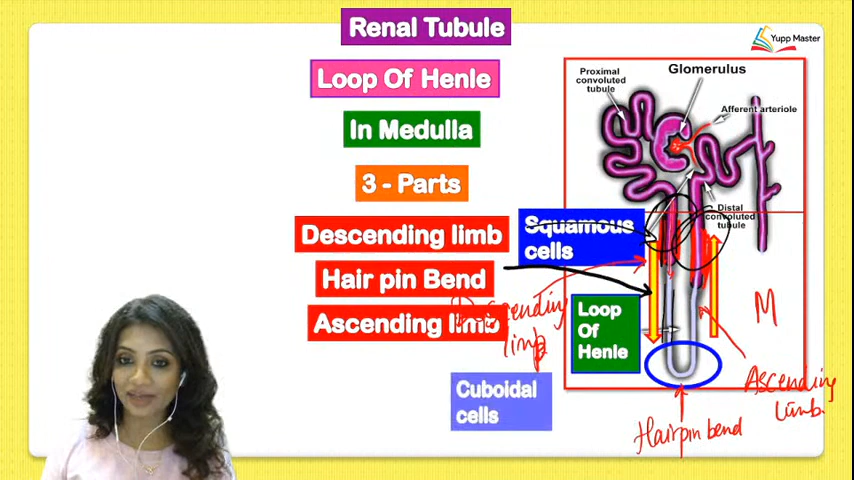 Renal Tubule
Yupp Master
Loop Of Henle
In Medulla
3 - Parts
Descending limb
Hair pin Bend
Ascending limb
Squamous
cells
Cuboidal
cells
Proximal
convoluted
tubule
Glomerulus
Afferent arteriole
Distal
convoluted
tubule
Loop
Of
Henle
M
Descending
limb
Hairpin bend
Ascending
limb